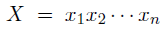 X = x₁x₂ ⋯ xₙ